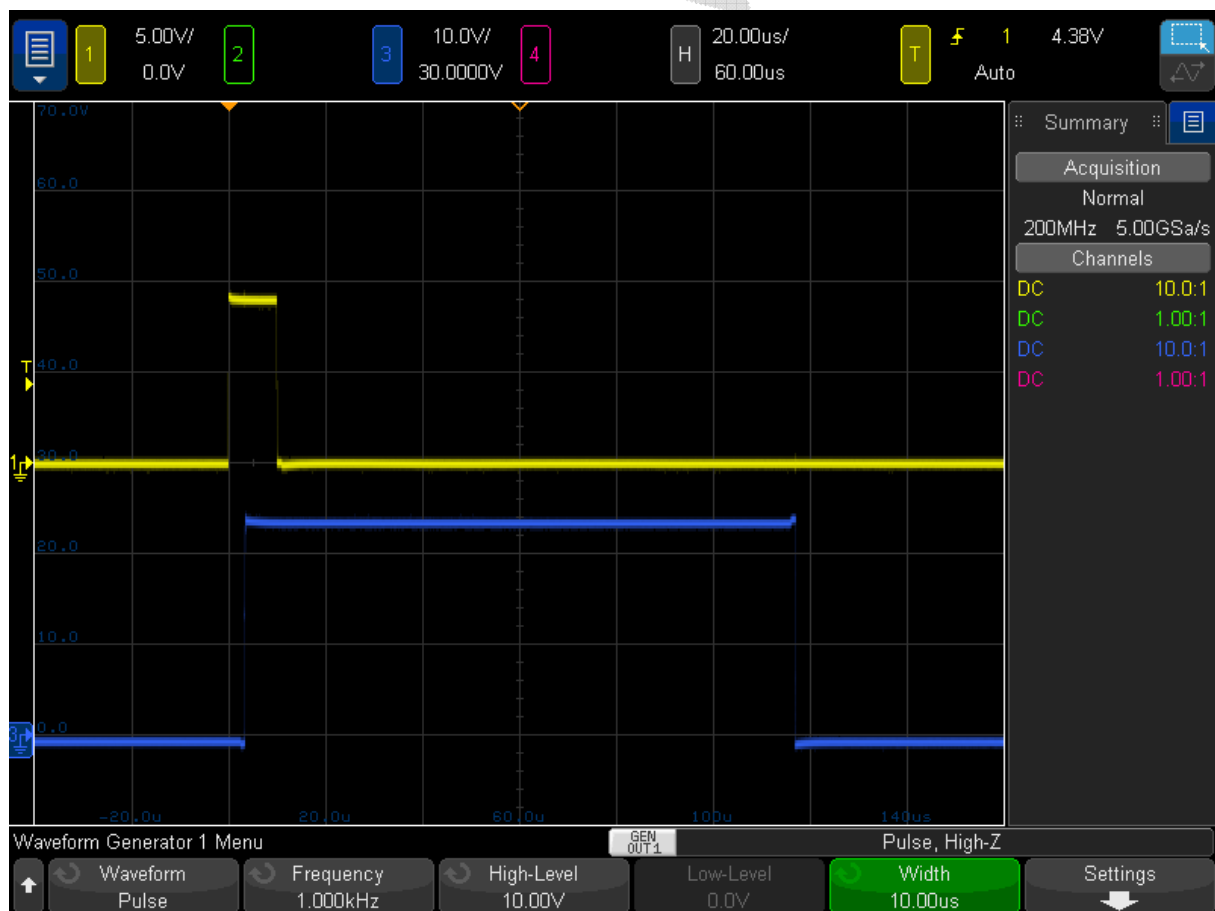 1 5.00V/ 2 3 10.0V/ 4 H 20.00us/ T 1 4.38V
0.0V 30.0000V 60.00us Auto
70.0V
60.0
50.0
T 40.0
1 30.0
20.0
10.0
3 0.0
-20.0u 20.0u 60.0u 100u 140us
Summary
Acquisition
Normal
200MHz 5.00GSa/s
Channels
DC 10.0:1
DC 1.00:1
DC 10.0:1
DC 1.00:1
Waveform Generator 1 Menu
GEN
OUT1
Pulse, High-Z
Waveform
Pulse
Frequency
1.000kHz
High-Level
10.00V
Low-Level
0.0V
Width
10.00us
Settings